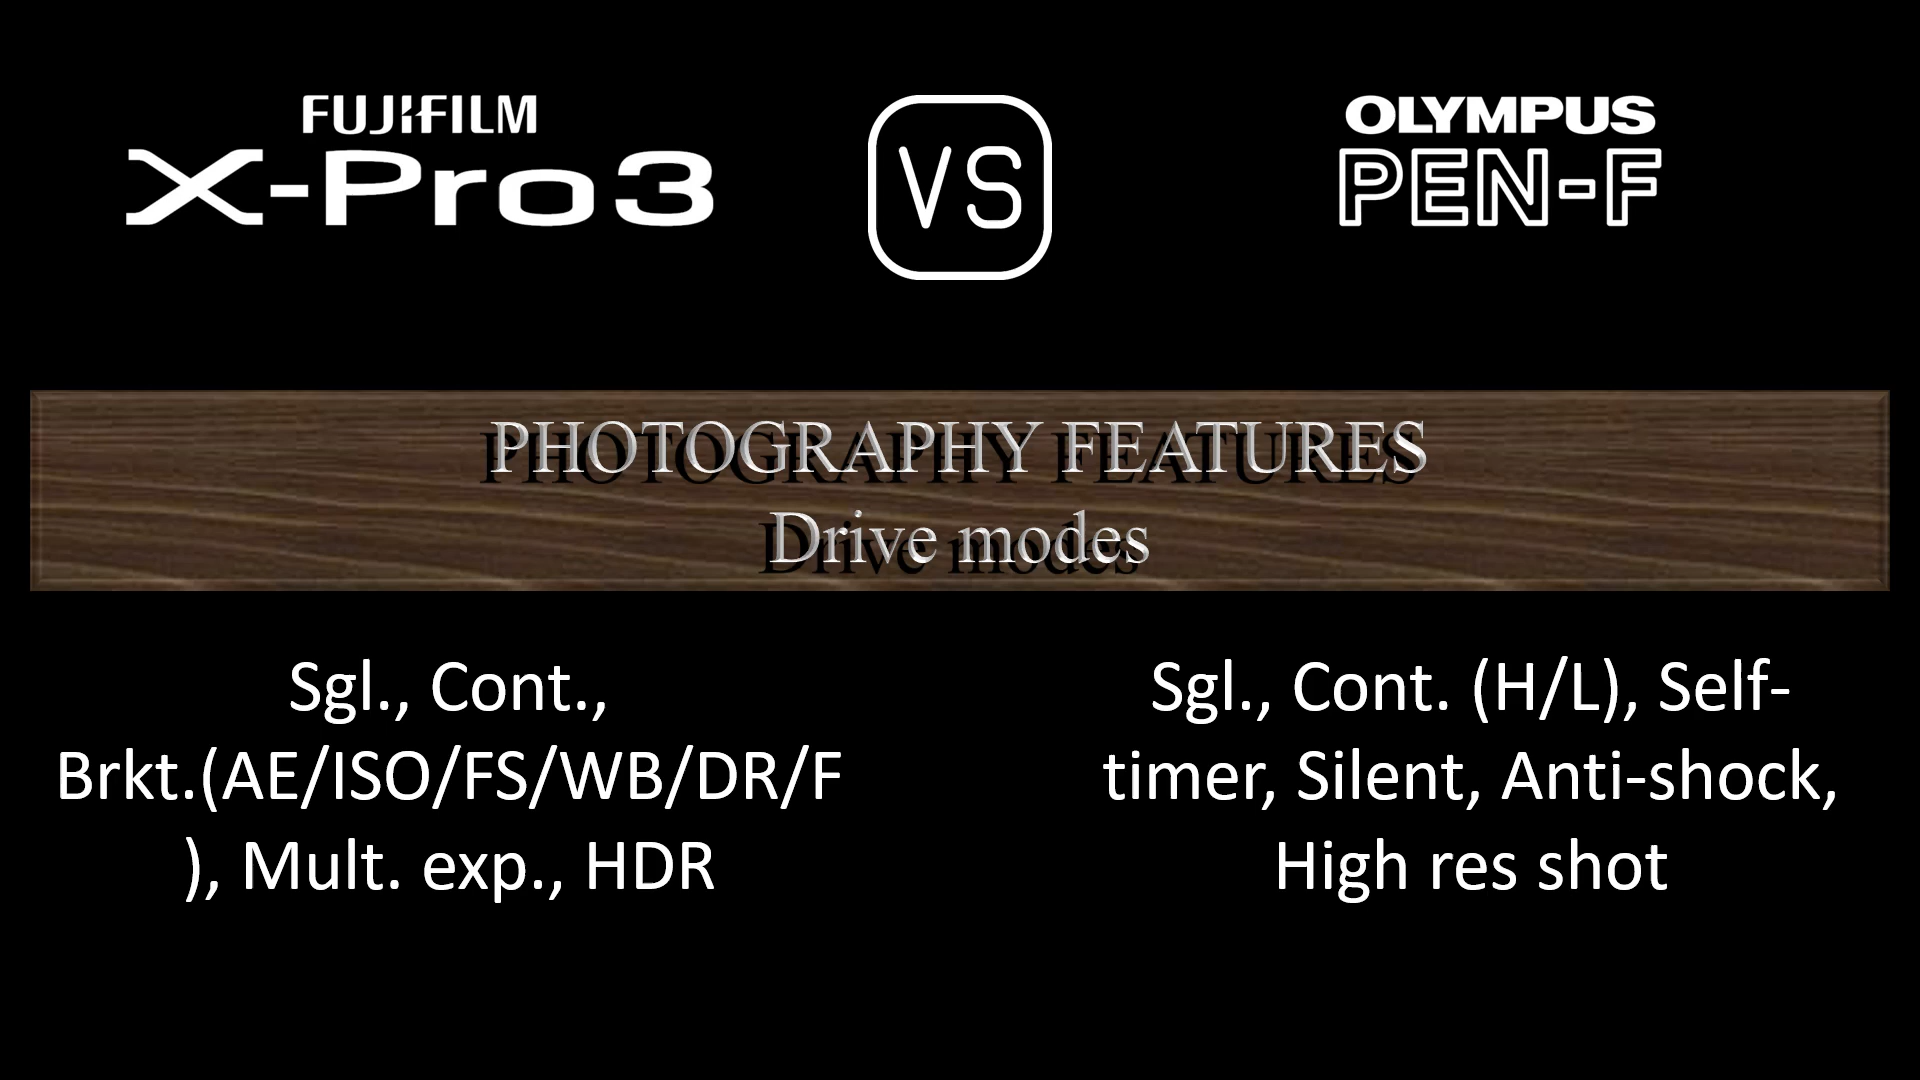 FUJIFILM
X-Pro3
VS
OLYMPUS
PEN-F
PHOTOGRAPHY FEATURES
Drive modes
Sgl., Cont.,
Brkt.(AE/ISO/FS/WB/DR/F
), Mult. exp., HDR
Sgl., Cont. (H/L), Self-
timer, Silent, Anti-shock,
High res shot